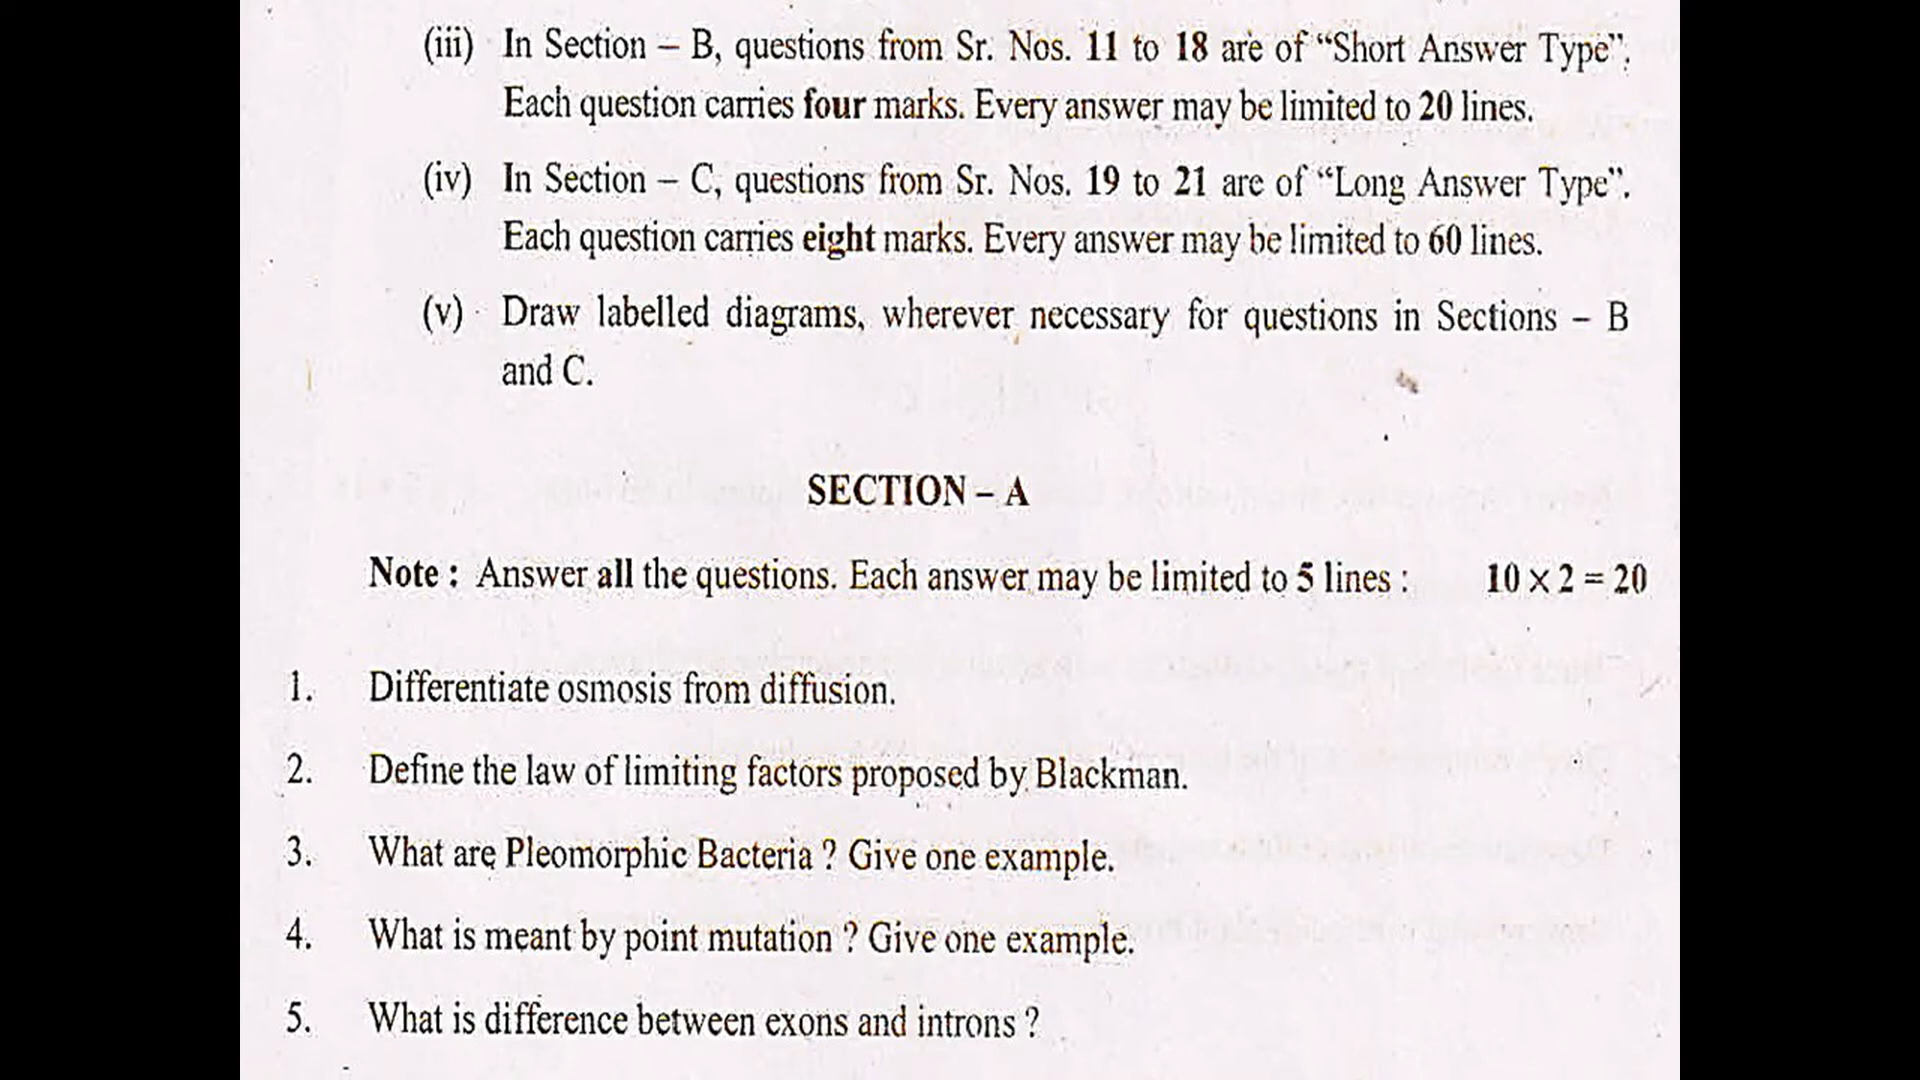 (iii) In Section – B, questions from Sr. Nos. 11 to 18 are of “Short Answer Type”.
Each question carries four marks. Every answer may be limited to 20 lines.
(iv) In Section – C, questions from Sr. Nos. 19 to 21 are of “Long Answer Type”.
Each question carries eight marks. Every answer may be limited to 60 lines.
(v) Draw labelled diagrams, wherever necessary for questions in Sections – B
and C.
SECTION – A
Note : Answer all the questions. Each answer may be limited to 5 lines : 10 × 2 = 20
1. Differentiate osmosis from diffusion.
2. Define the law of limiting factors proposed by Blackman.
3. What are Pleomorphic Bacteria ? Give one example.
4. What is meant by point mutation ? Give one example.
5. What is difference between exons and introns ?